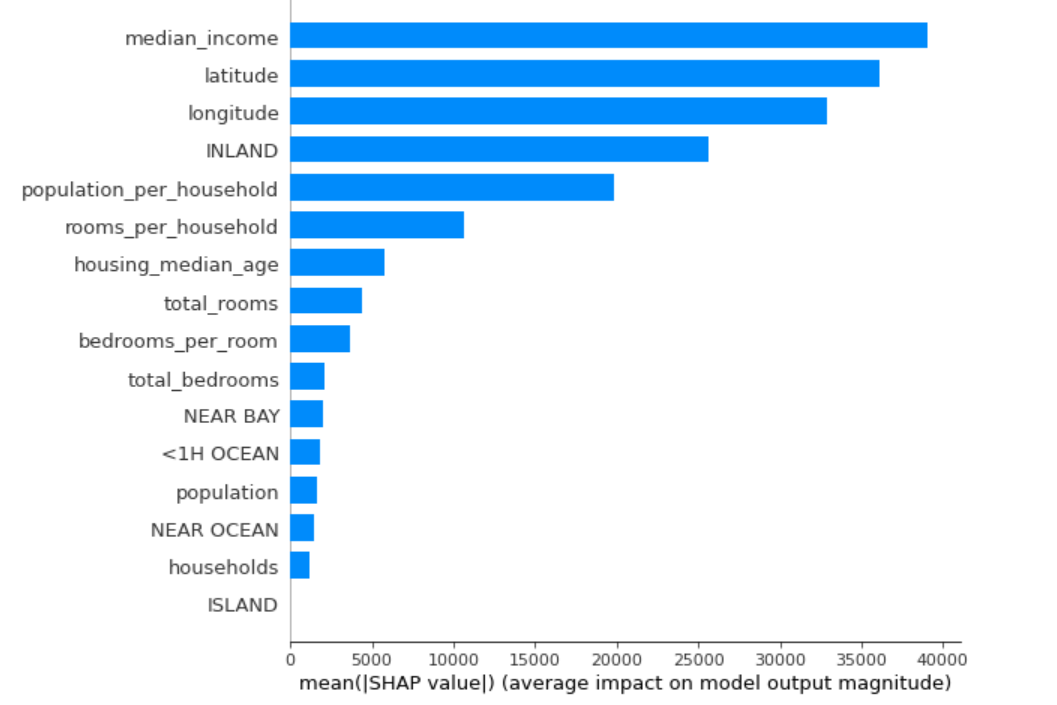 median_income
latitude
longitude
INLAND
population_per_household
rooms_per_household
housing_median_age
total_rooms
bedrooms_per_room
total_bedrooms
NEAR BAY
<1H OCEAN
population
NEAR OCEAN
households
ISLAND
0 5000 10000 15000 20000 25000 30000 35000 40000
mean(|SHAP value|) (average impact on model output magnitude)